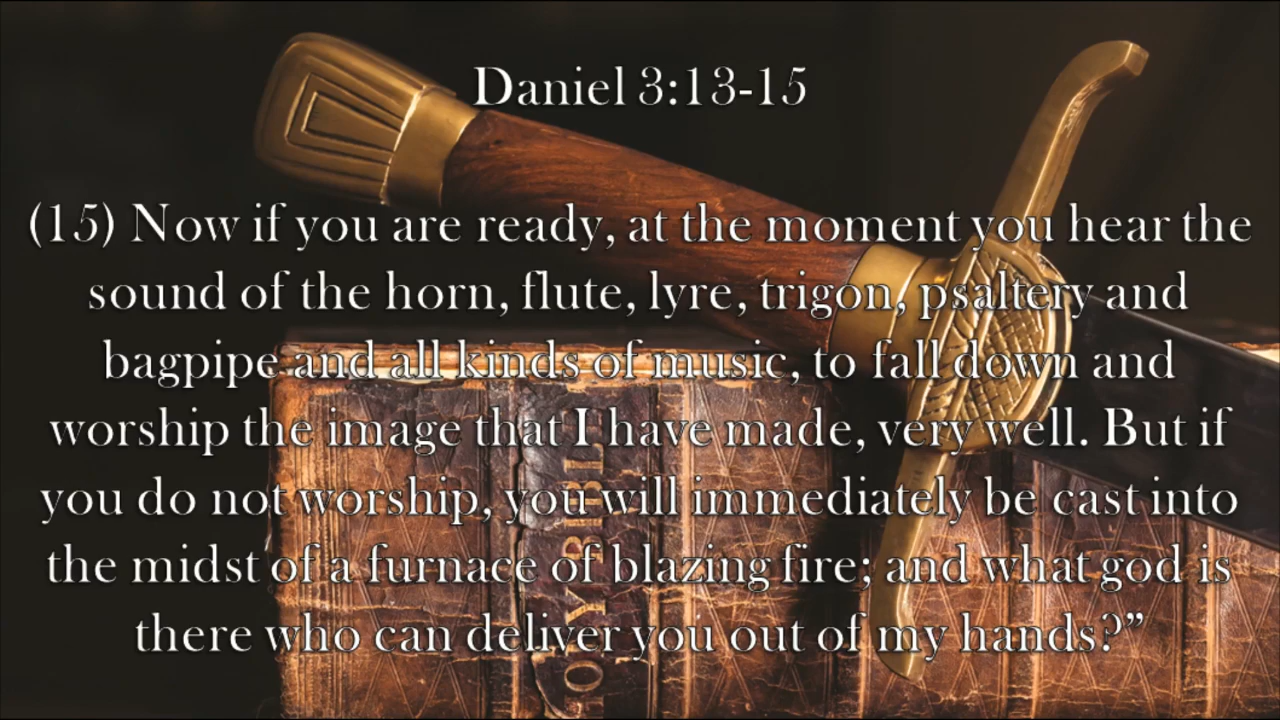 Daniel 3:13-15
(15) Now if you are ready, at the moment you hear the
sound of the horn, flute, lyre, trigon, psaltery and
bagpipe and all kinds of music, to fall down and
worship the image that I have made, very well. But if
you do not worship, you will immediately be cast into
the midst of a furnace of blazing fire; and what god is
there who can deliver you out of my hands?”
OLY BIBLE